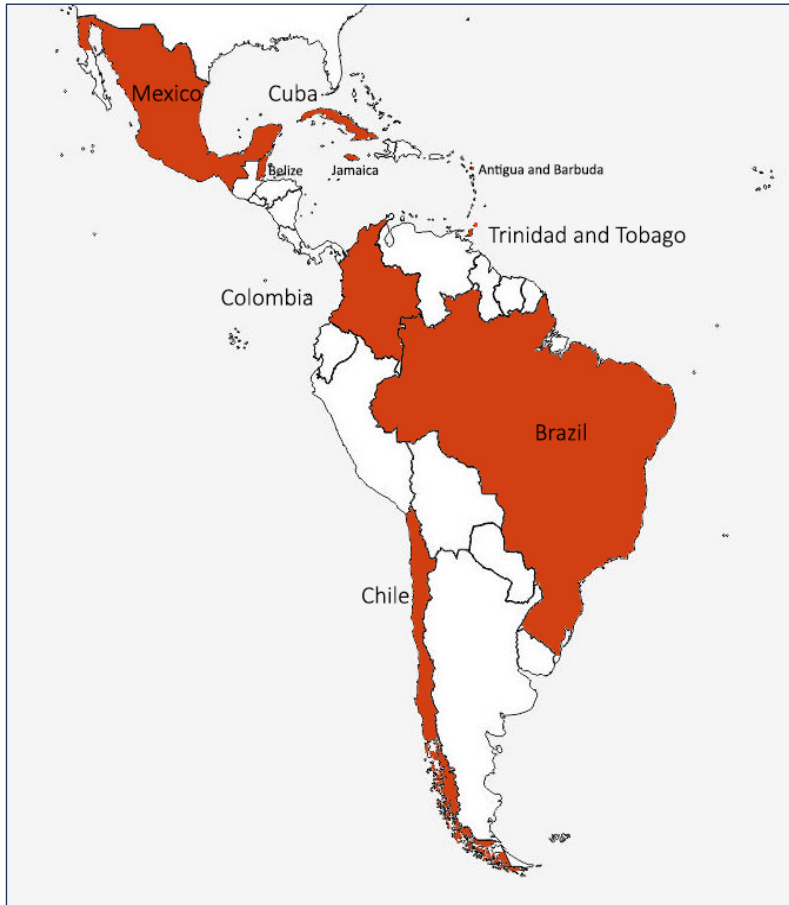 Mexico
Cuba
Belize
Jamaica
Antigua and Barbuda
Trinidad and Tobago
Colombia
Brazil
Chile